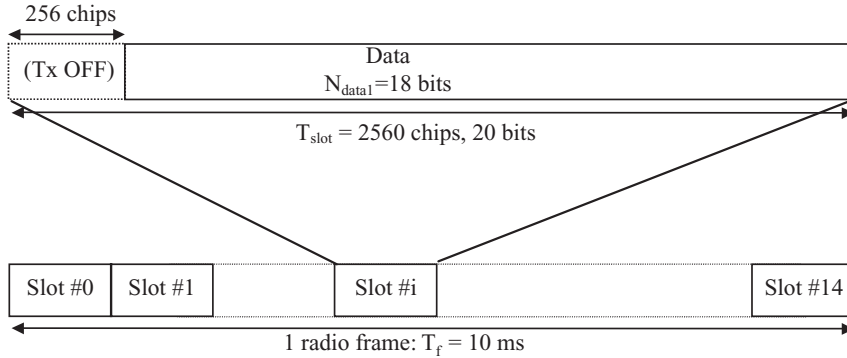 256 chips
(Tx OFF)
Data
N_data1=18 bits
T_slot = 2560 chips, 20 bits
Slot #0
Slot #1
Slot #i
Slot #14
1 radio frame: T_f = 10 ms